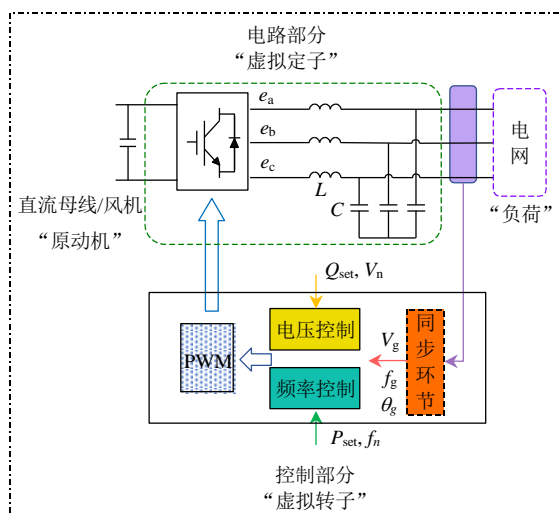 电路部分
“虚拟定子”
e_a
e_b
e_c
L
C
电网
直流母线/风机
“原动机”
“负荷”
Q_set, V_n
电压控制
PWM
频率控制
V_g
f_g
θ_g
同步环节
P_set, f_n
控制部分
“虚拟转子”